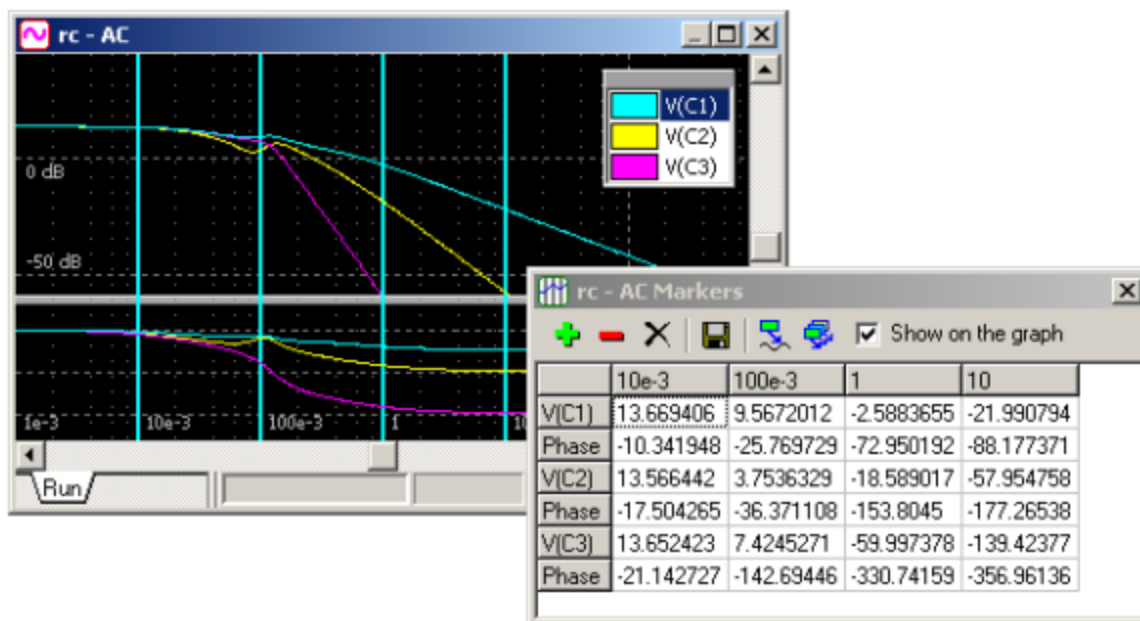 rc - AC
V(C1)
V(C2)
V(C3)
0 dB
-50 dB
1e-3 10e-3 100e-3 1
Run
rc - AC Markers
Show on the graph
10e-3 100e-3 1 10
V(C1) 13.669406 9.5672012 -2.5883655 -21.990794
Phase -10.341948 -25.769729 -72.950192 -88.177371
V(C2) 13.566442 3.7536329 -18.589017 -57.954758
Phase -17.504265 -36.371108 -153.8045 -177.26538
V(C3) 13.652423 7.4245271 -59.997378 -139.42377
Phase -21.142727 -142.69446 -330.74159 -356.96136